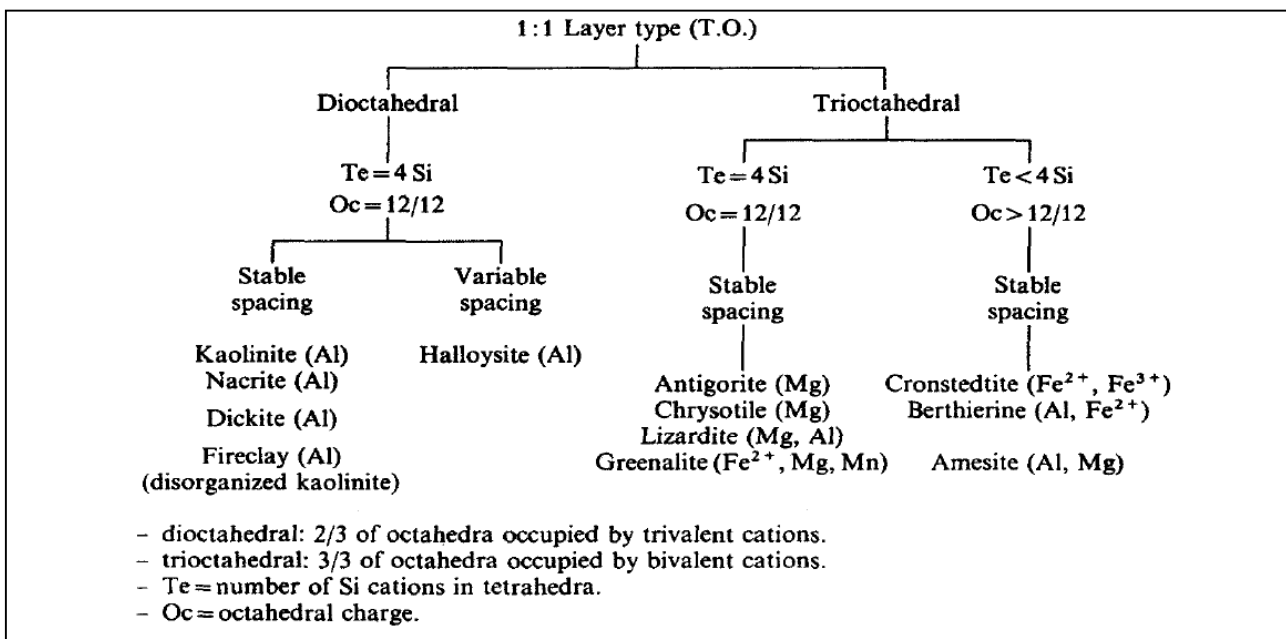 1:1 Layer type (T.O.)
Dioctahedral
Trioctahedral
Te = 4 Si
Oc = 12/12
Te = 4 Si
Oc = 12/12
Te < 4 Si
Oc > 12/12
Stable
spacing
Variable
spacing
Stable
spacing
Stable
spacing
Kaolinite (Al)
Nacrite (Al)
Dickite (Al)
Fireclay (Al)
(disorganized kaolinite)
Halloysite (Al)
Antigorite (Mg)
Chrysotile (Mg)
Lizardite (Mg, Al)
Greenalite (Fe²⁺, Mg, Mn)
Cronstedtite (Fe²⁺, Fe³⁺)
Berthierine (Al, Fe²⁺)
Amesite (Al, Mg)
– dioctahedral: 2/3 of octahedra occupied by trivalent cations.
– trioctahedral: 3/3 of octahedra occupied by bivalent cations.
– Te = number of Si cations in tetrahedra.
– Oc = octahedral charge.